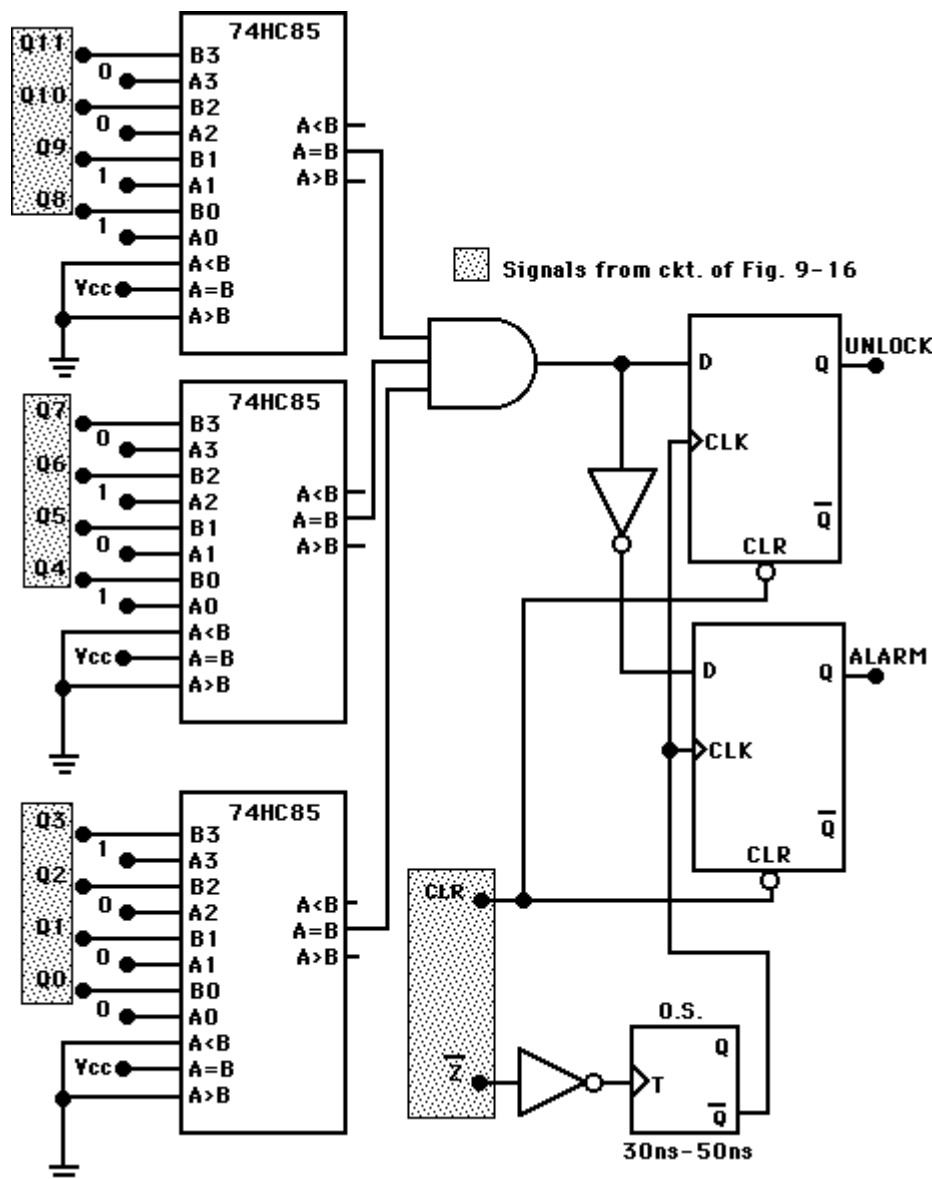 74HC85
Q11
B3
0
A3
Q10
B2
0
A2
A<B
Q9
B1
A=B
1
A1
A>B
Q8
B0
1
A0
A<B
Vcc
A=B
A>B
Signals from ckt. of Fig. 9-16
74HC85
Q7
B3
0
A3
Q6
B2
1
A2
A<B
Q5
B1
A=B
0
A1
A>B
Q4
B0
1
A0
A<B
Vcc
A=B
A>B
74HC85
Q3
B3
1
A3
Q2
B2
0
A2
A<B
Q1
B1
A=B
0
A1
A>B
Q0
B0
0
A0
A<B
Vcc
A=B
A>B
D
Q
UNLOCK
CLK
Q̅
CLR
D
Q
ALARM
CLK
Q̅
CLR
CLR
Z̅
O.S.
Q
T
Q̅
30ns-50ns